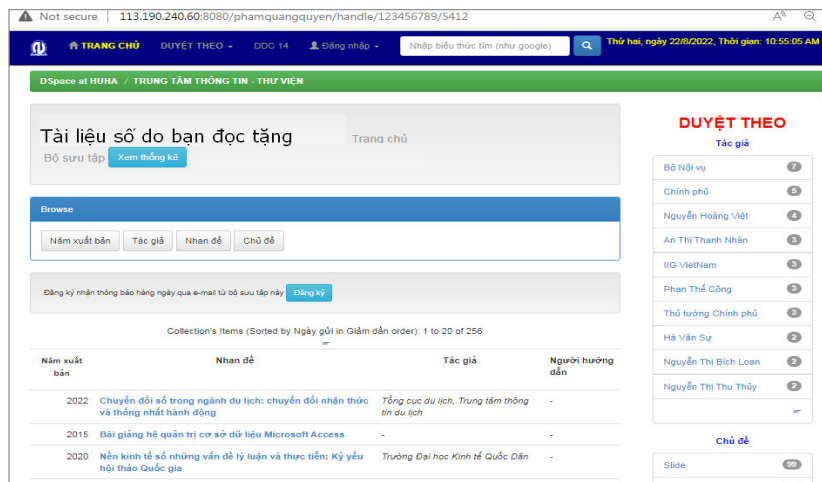 Not secure | 113.190.240.60:8080/phamquangquyen/handle/123456789/5412
TRANG CHỦ DUYỆT THEO DDC 14 Đăng nhập Nhập biểu thức tìm (như google) Thứ hai, ngày 22/8/2022, Thời gian: 10:55:05 AM
DSpace at HUHA / TRUNG TÂM THÔNG TIN - THƯ VIỆN
Tài liệu số do bạn đọc tặng Trang chủ
Bộ sưu tập Xem thống kê
Browse
Năm xuất bản Tác giả Nhan đề Chủ đề
Đăng ký nhận thông báo hàng ngày qua e-mail từ bộ sưu tập này Đăng ký
Collection's Items (Sorted by Ngày gửi in Giảm dần order): 1 to 20 of 256
Năm xuất bản Nhan đề Tác giả Người hướng dẫn
2022 Chuyển đổi số trong ngành du lịch: chuyển đổi nhận thức Tổng cục du lịch, Trung tâm thông -
và thống nhất hành động tin du lịch
2015 Bài giảng hệ quản trị cơ sở dữ liệu Microsoft Access - -
2020 Nền kinh tế số những vấn đề lý luận và thực tiễn: Kỷ yếu Trường Đại học Kinh tế Quốc Dân -
hội thảo Quốc gia
DUYỆT THEO
Tác giả
Bộ Nội vụ 7
Chính phủ 5
Nguyễn Hoàng Việt 4
An Thị Thanh Nhàn 3
IIG VietNam 3
Phan Thế Công 3
Thủ tướng Chính phủ 3
Hà Văn Sự 2
Nguyễn Thị Bích Loan 2
Nguyễn Thị Thu Thủy 2
Chủ đề
Slide 99